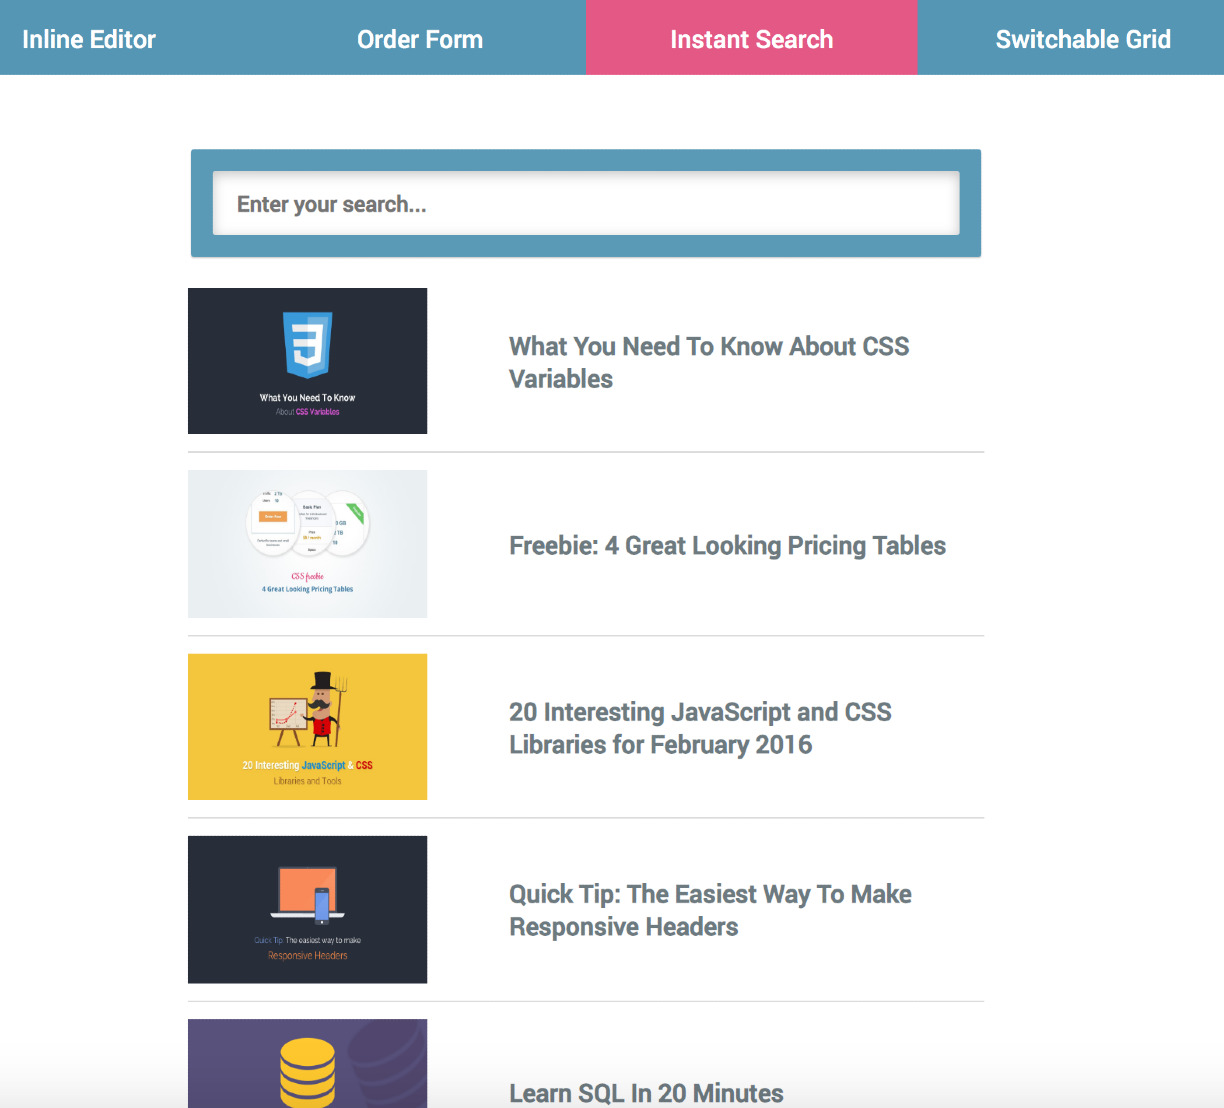 Inline Editor
Order Form
Instant Search
Switchable Grid
Enter your search...
What You Need To Know
About CSS Variables
What You Need To Know About CSS
Variables
Basic Plan
CSS freebie
4 Great Looking Pricing Tables
Freebie: 4 Great Looking Pricing Tables
20 Interesting JavaScript & CSS
Libraries and Tools
20 Interesting JavaScript and CSS
Libraries for February 2016
Quick Tip: The easiest way to make
Responsive Headers
Quick Tip: The Easiest Way To Make
Responsive Headers
Learn SQL In 20 Minutes